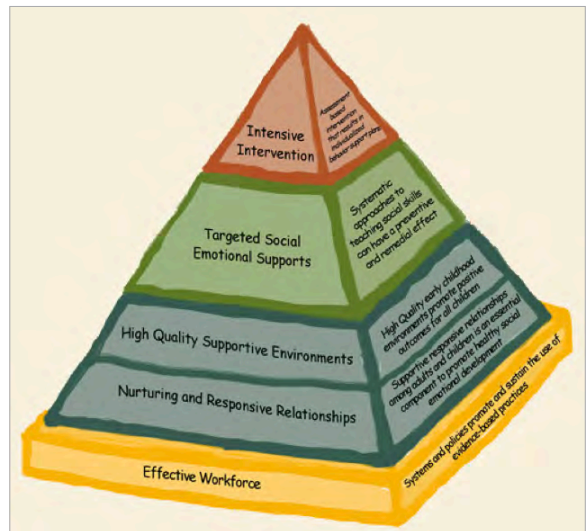 Intensive
Intervention
Assessment
based
intervention
that results in
individualized
behavior support plans
Targeted Social
Emotional Supports
Systematic
approaches to
teaching social skills
can have a preventive
and remedial effect
High Quality Supportive Environments
High Quality early childhood
environments promote positive
outcomes for all children
Nurturing and Responsive Relationships
Supportive responsive relationships
among adults and children is an essential
component to promote healthy social
emotional development
Effective Workforce
Systems and policies promote and sustain the use of
evidence-based practices